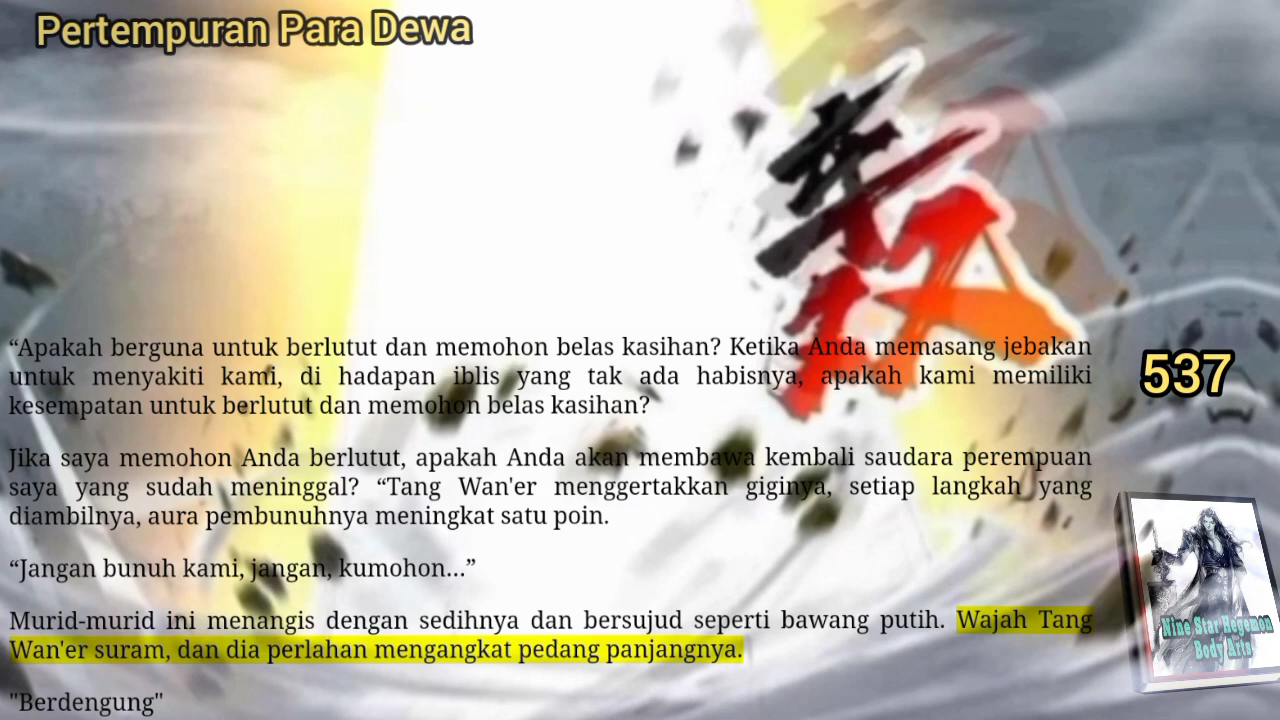 Pertempuran Para Dewa
“Apakah berguna untuk berlutut dan memohon belas kasihan? Ketika Anda memasang jebakan
untuk menyakiti kami, di hadapan iblis yang tak ada habisnya, apakah kami memiliki
kesempatan untuk berlutut dan memohon belas kasihan?
537
Jika saya memohon Anda berlutut, apakah Anda akan membawa kembali saudara perempuan
saya yang sudah meninggal? “Tang Wan'er menggertakkan giginya, setiap langkah yang
diambilnya, aura pembunuhnya meningkat satu poin.
“Jangan bunuh kami, jangan, kumohon...”
Murid-murid ini menangis dengan sedihnya dan bersujud seperti bawang putih. Wajah Tang
Wan'er suram, dan dia perlahan mengangkat pedang panjangnya.
"Berdengung"
Nine Star Hegemon
Body Arts